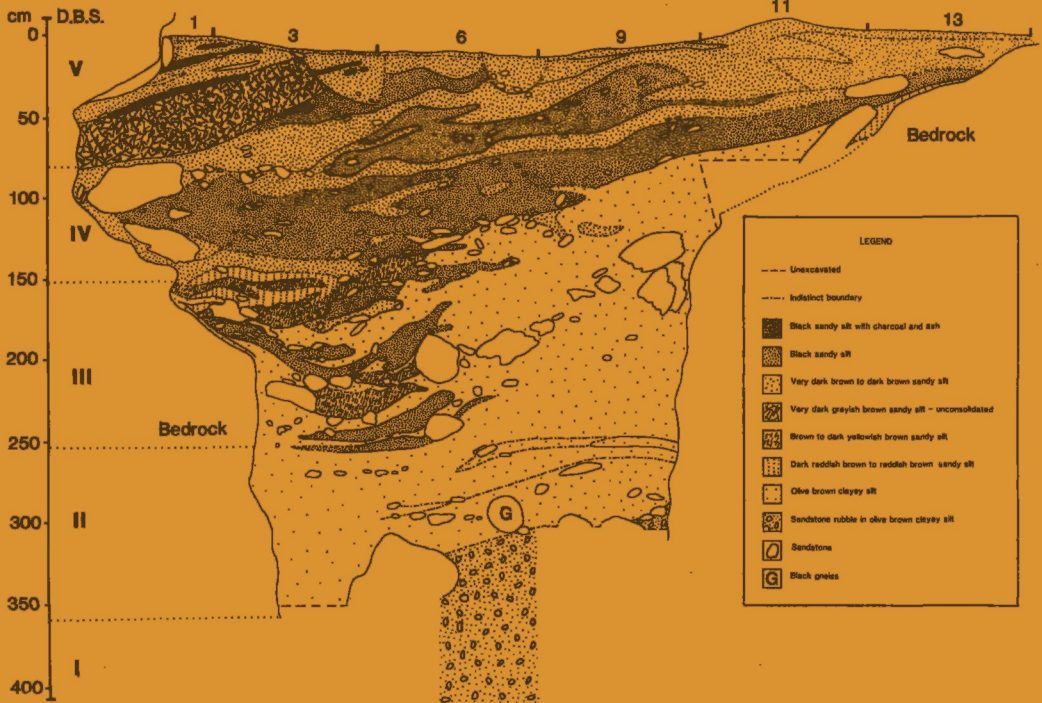 cm D.B.S. 1 3 6 9 11 13
0
V
50
Bedrock
100
IV
150
200
III
Bedrock
250
II
300
G
350
I
400
LEGEND
Unexcavated
Indistinct boundary
Black sandy silt with charcoal and ash
Black sandy silt
Very dark brown to dark brown sandy silt
Very dark greyish brown sandy silt - unconsolidated
Brown to dark yellowish brown sandy silt
Dark reddish brown to reddish brown sandy silt
Olive brown clayey silt
Sandstone rubble in olive brown clayey silt
Sandstone
G Black gneiss